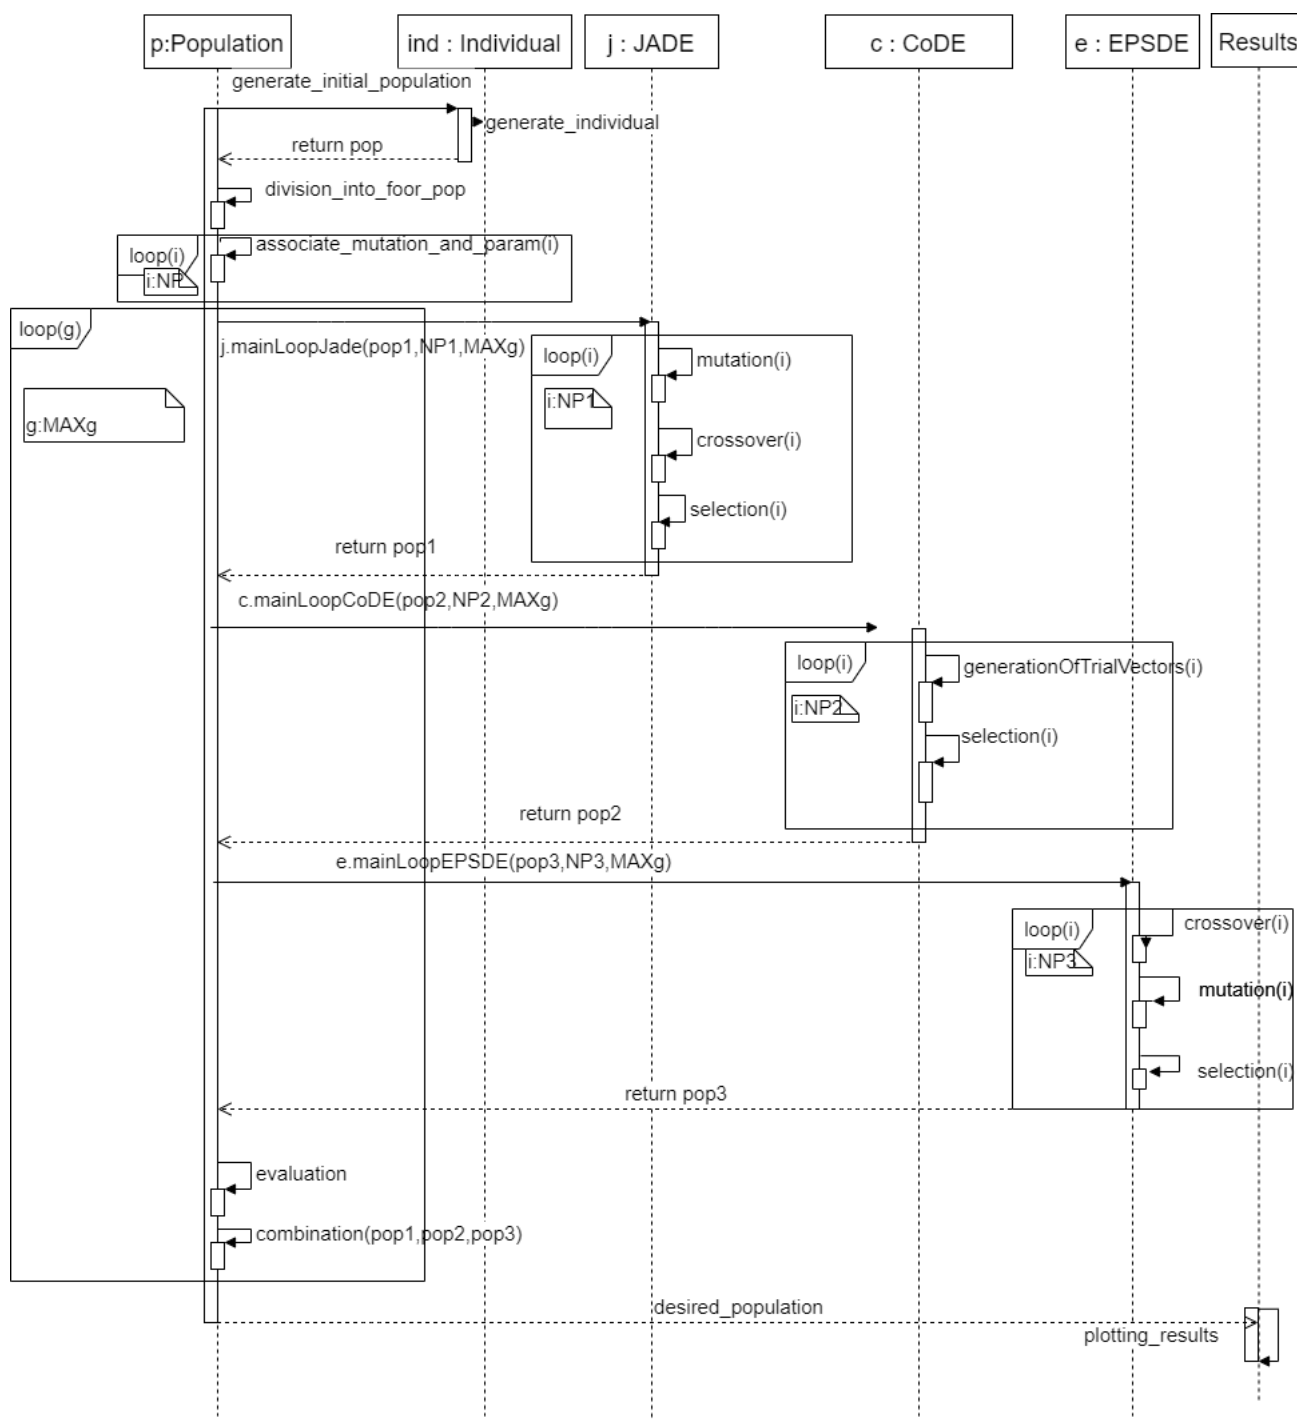 p:Population
ind : Individual
j : JADE
c : CoDE
e : EPSDE
Results
generate_initial_population
generate_individual
return pop
division_into_foor_pop
associate_mutation_and_param(i)
loop(i)
i:NP
loop(g)
j.mainLoopJade(pop1,NP1,MAXg)
loop(i)
mutation(i)
i:NP1
g:MAXg
crossover(i)
selection(i)
return pop1
c.mainLoopCoDE(pop2,NP2,MAXg)
loop(i)
generationOfTrialVectors(i)
i:NP2
selection(i)
return pop2
e.mainLoopEPSDE(pop3,NP3,MAXg)
loop(i)
crossover(i)
i:NP3
mutation(i)
selection(i)
return pop3
evaluation
combination(pop1,pop2,pop3)
desired_population
plotting_results